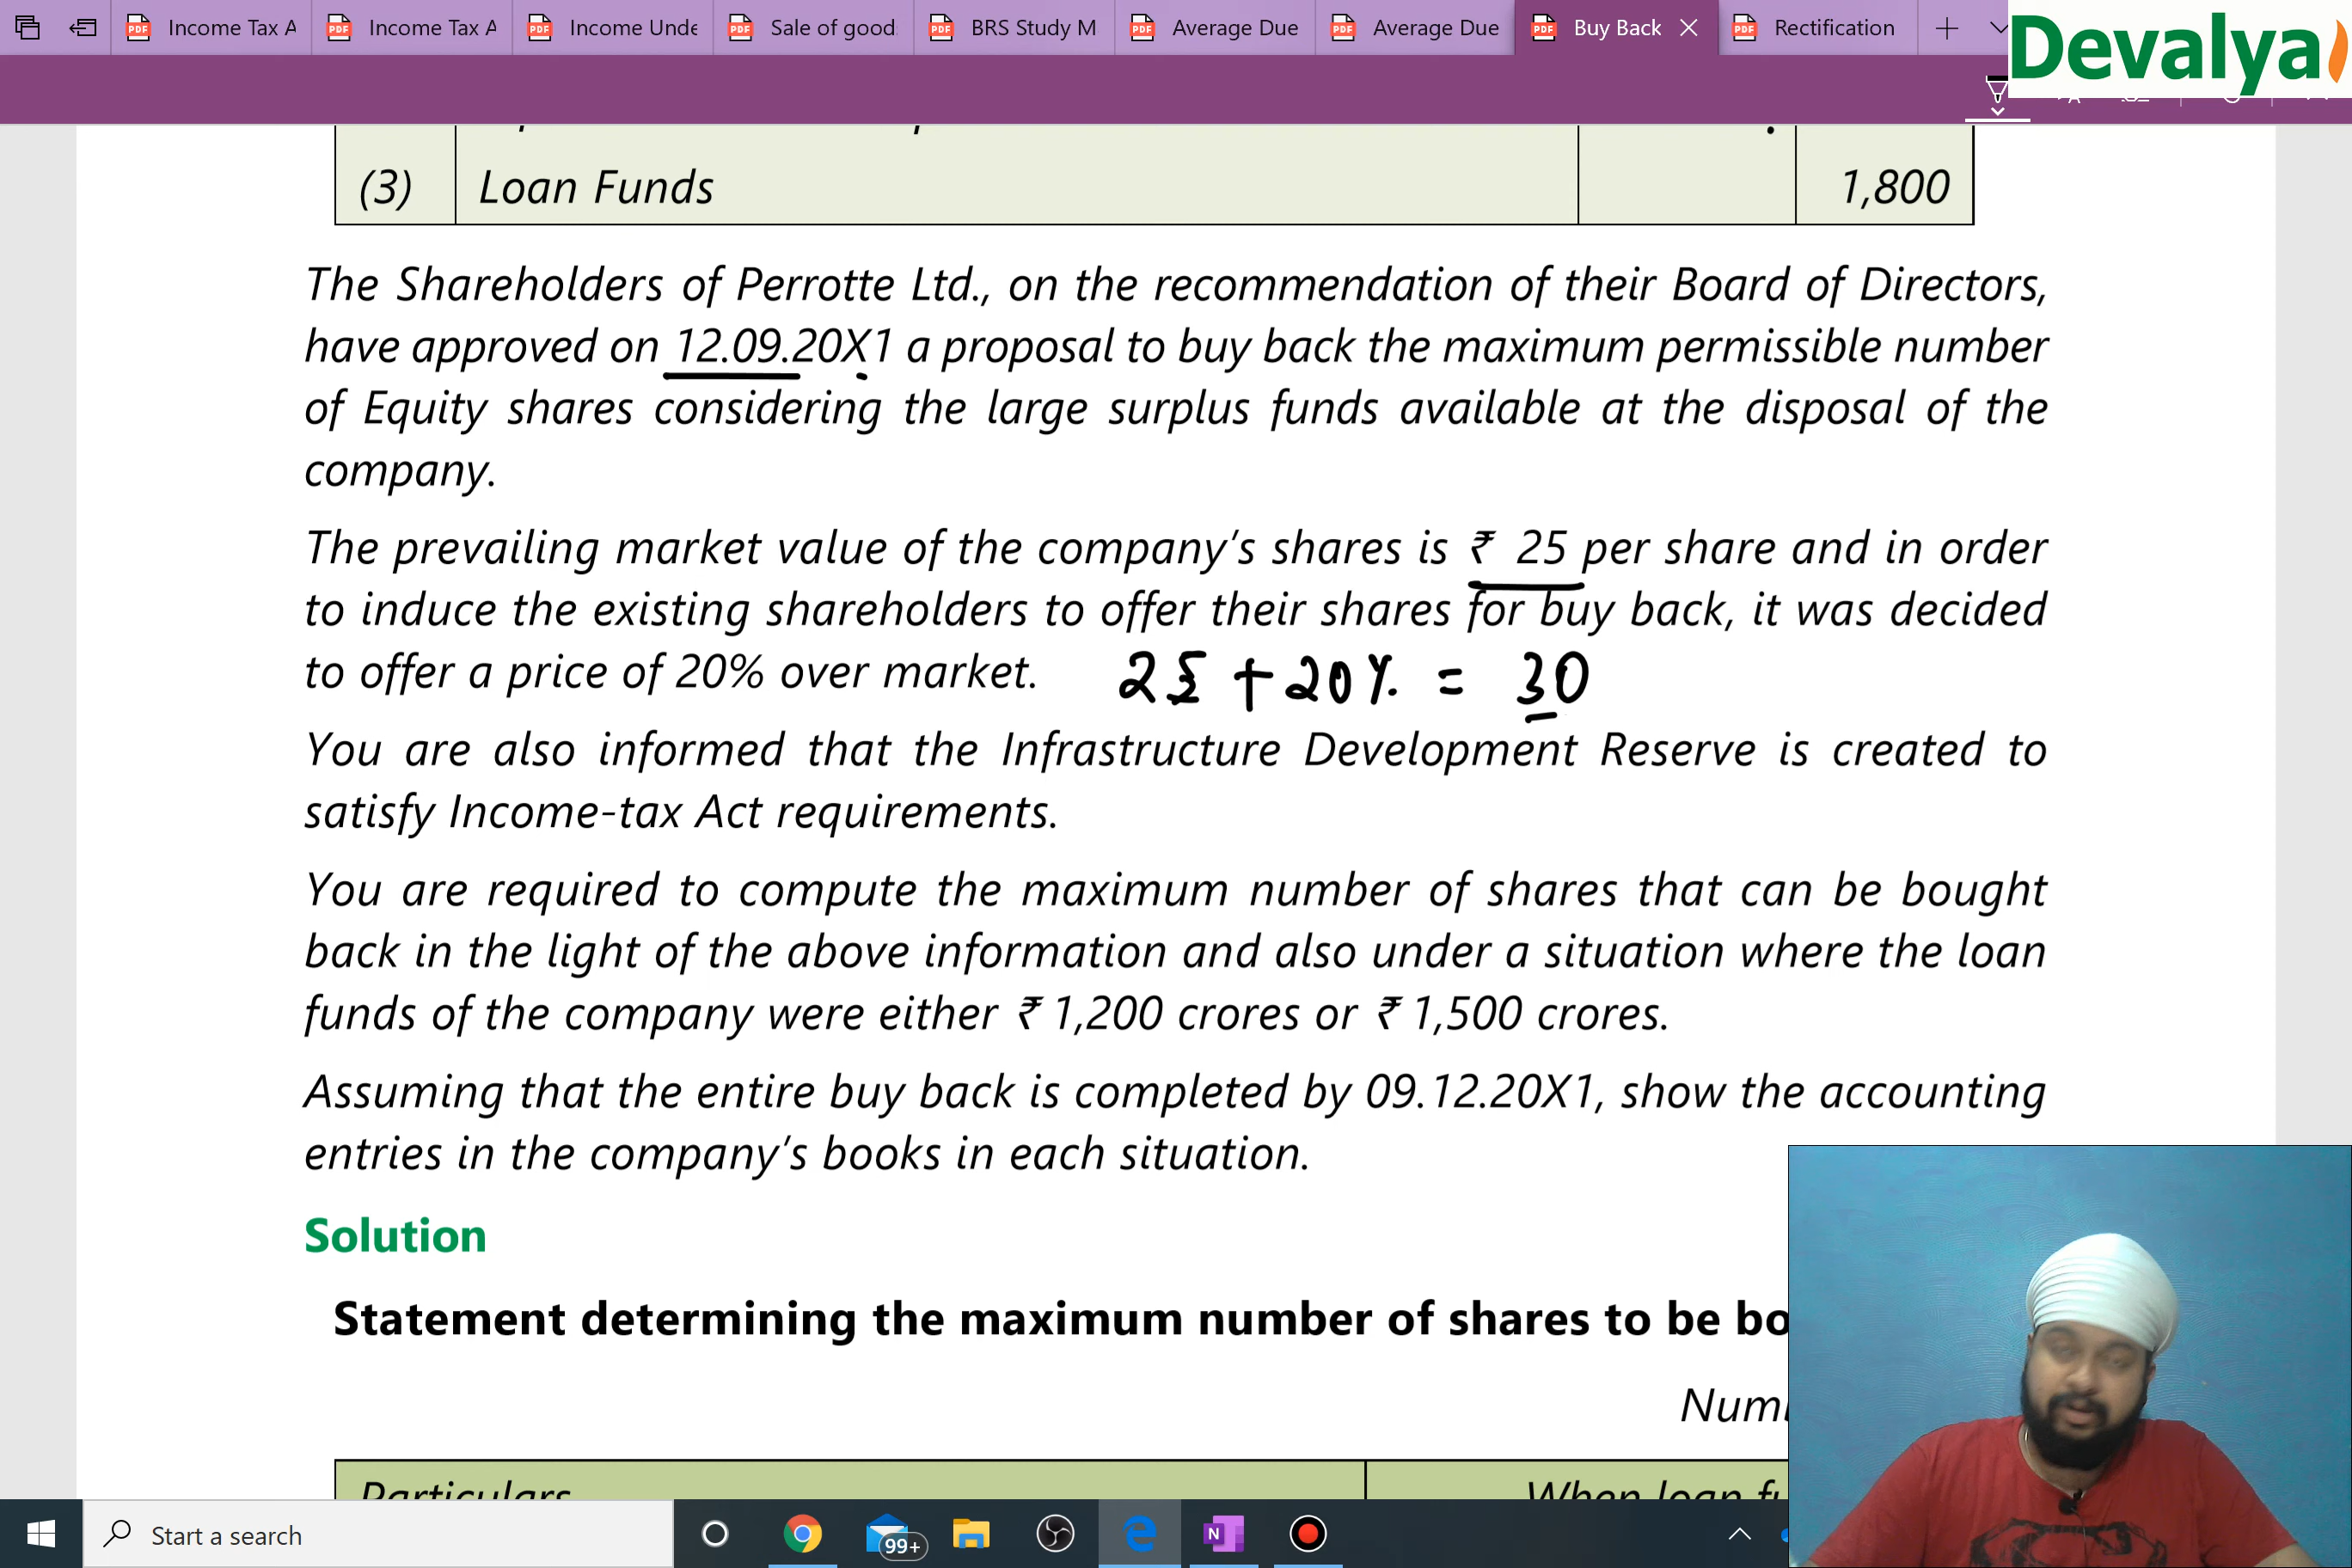 Income Tax A
Income Tax A
Income Unde
Sale of good
BRS Study M
Average Due
Average Due
Buy Back
Rectification
Devalya
(3) Loan Funds 1,800
The Shareholders of Perrotte Ltd., on the recommendation of their Board of Directors,
have approved on 12.09.20X1 a proposal to buy back the maximum permissible number
of Equity shares considering the large surplus funds available at the disposal of the
company.
The prevailing market value of the company's shares is ₹ 25 per share and in order
to induce the existing shareholders to offer their shares for buy back, it was decided
to offer a price of 20% over market. 25 + 20% = 30
You are also informed that the Infrastructure Development Reserve is created to
satisfy Income-tax Act requirements.
You are required to compute the maximum number of shares that can be bought
back in the light of the above information and also under a situation where the loan
funds of the company were either ₹ 1,200 crores or ₹ 1,500 crores.
Assuming that the entire buy back is completed by 09.12.20X1, show the accounting
entries in the company's books in each situation.
Solution
Statement determining the maximum number of shares to be bo
Num
Particulars When loan fu
Start a search
99+